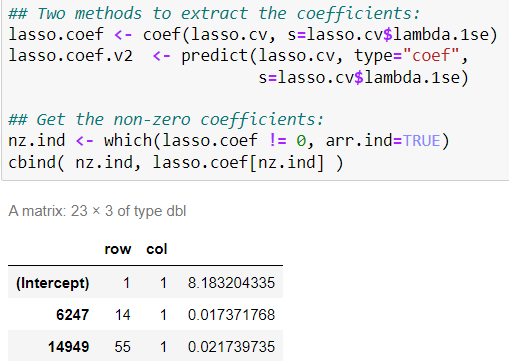 ## Two methods to extract the coefficients:
lasso.coef <- coef(lasso.cv, s=lasso.cv$lambda.1se)
lasso.coef.v2  <- predict(lasso.cv, type="coef",
s=lasso.cv$lambda.1se)
## Get the non-zero coefficients:
nz.ind <- which(lasso.coef != 0, arr.ind=TRUE)
cbind( nz.ind, lasso.coef[nz.ind] )
A matrix: 23 × 3 of type dbl
row col
(Intercept) 1 1 8.183204335
6247 14 1 0.017371768
14949 55 1 0.021739735